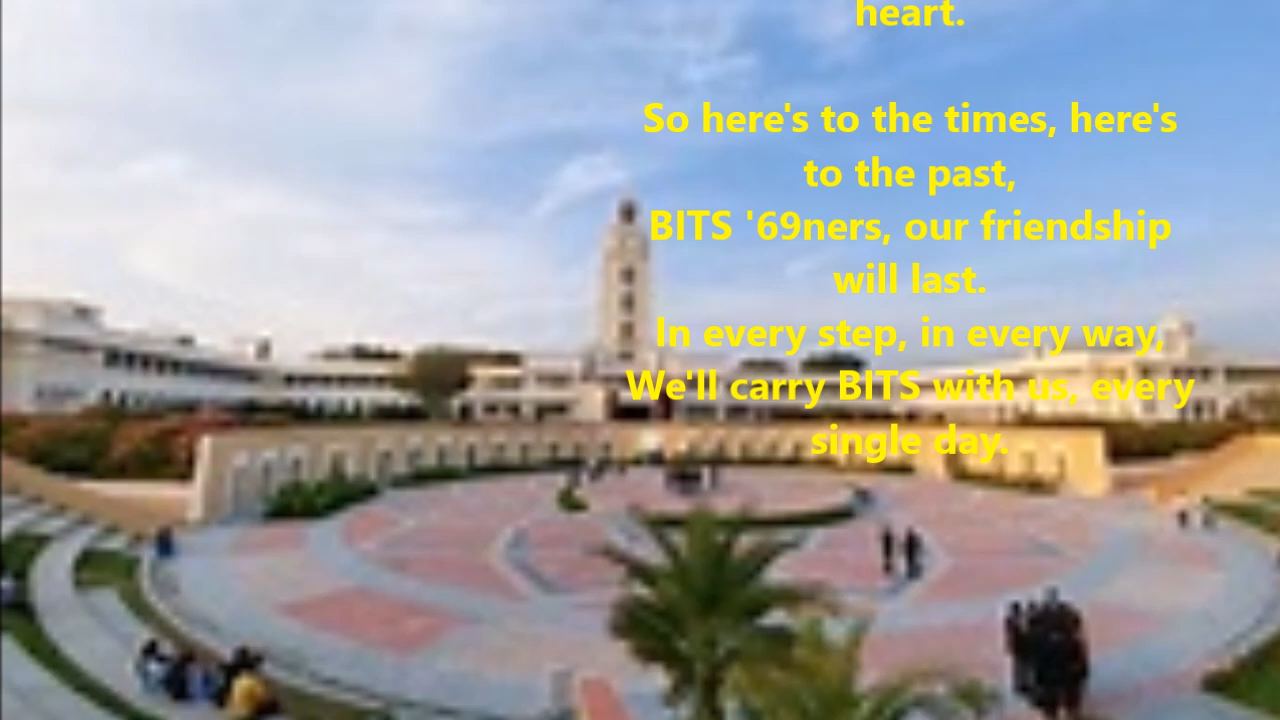 heart.
So here's to the times, here's
to the past,
BITS '69ners, our friendship
will last.
In every step, in every way,
We'll carry BITS with us, every
single day.